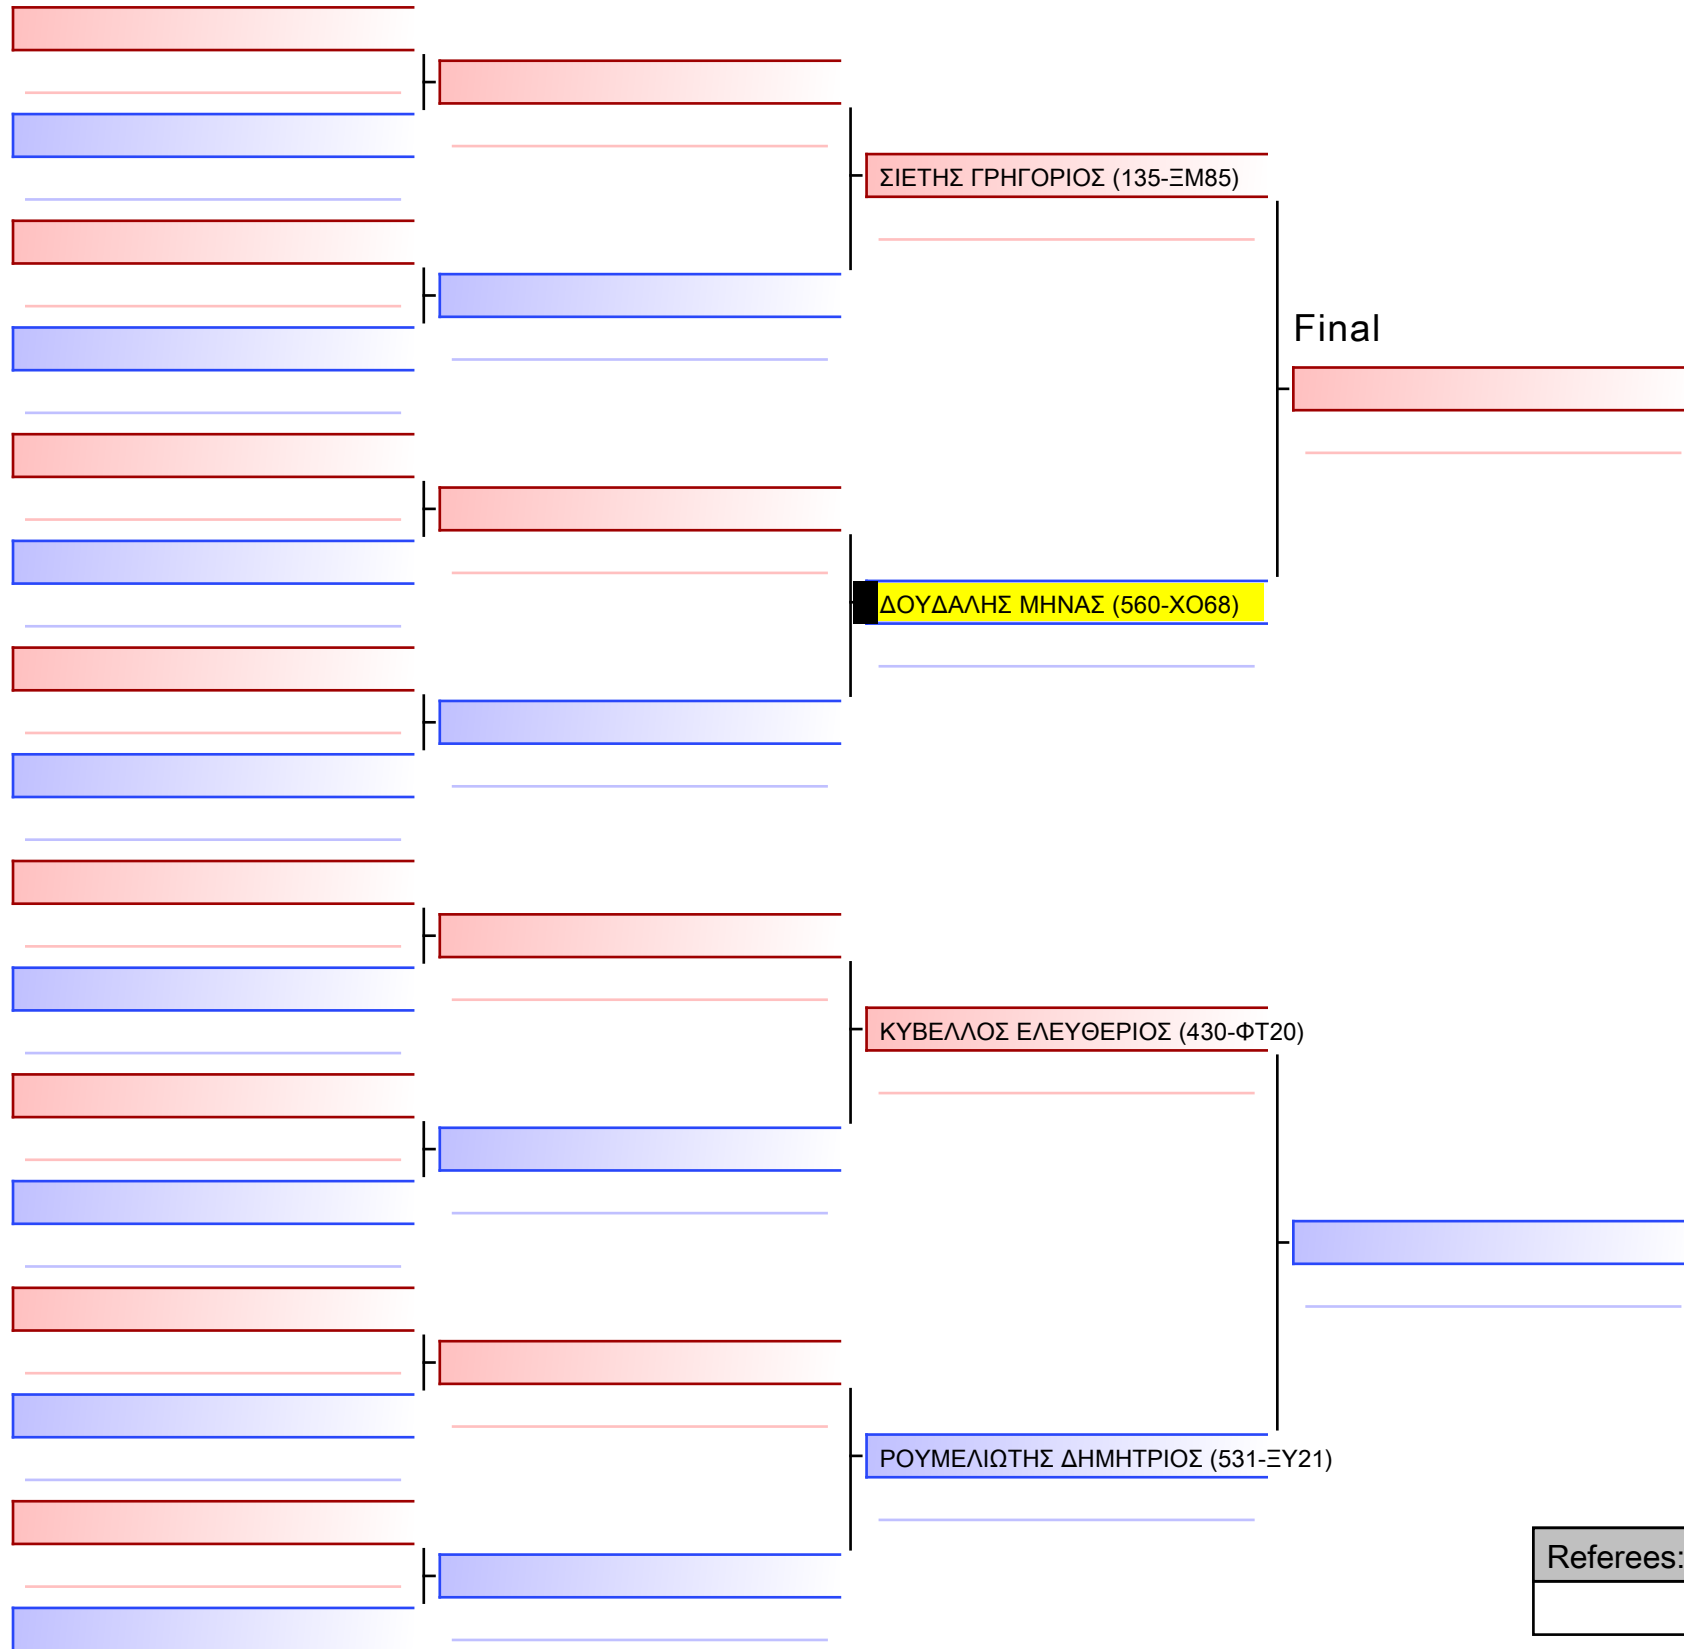 ΣΙΕΤΗΣ ΓΡΗΓΟΡΙΟΣ (135-ΞΜ85)
Final
ΔΟΥΔΑΛΗΣ ΜΗΝΑΣ (560-ΧΟ68)
ΚΥΒΕΛΛΟΣ ΕΛΕΥΘΕΡΙΟΣ (430-ΦΤ20)
ΡΟΥΜΕΛΙΩΤΗΣ ΔΗΜΗΤΡΙΟΣ (531-ΞΥ21)
Referees: